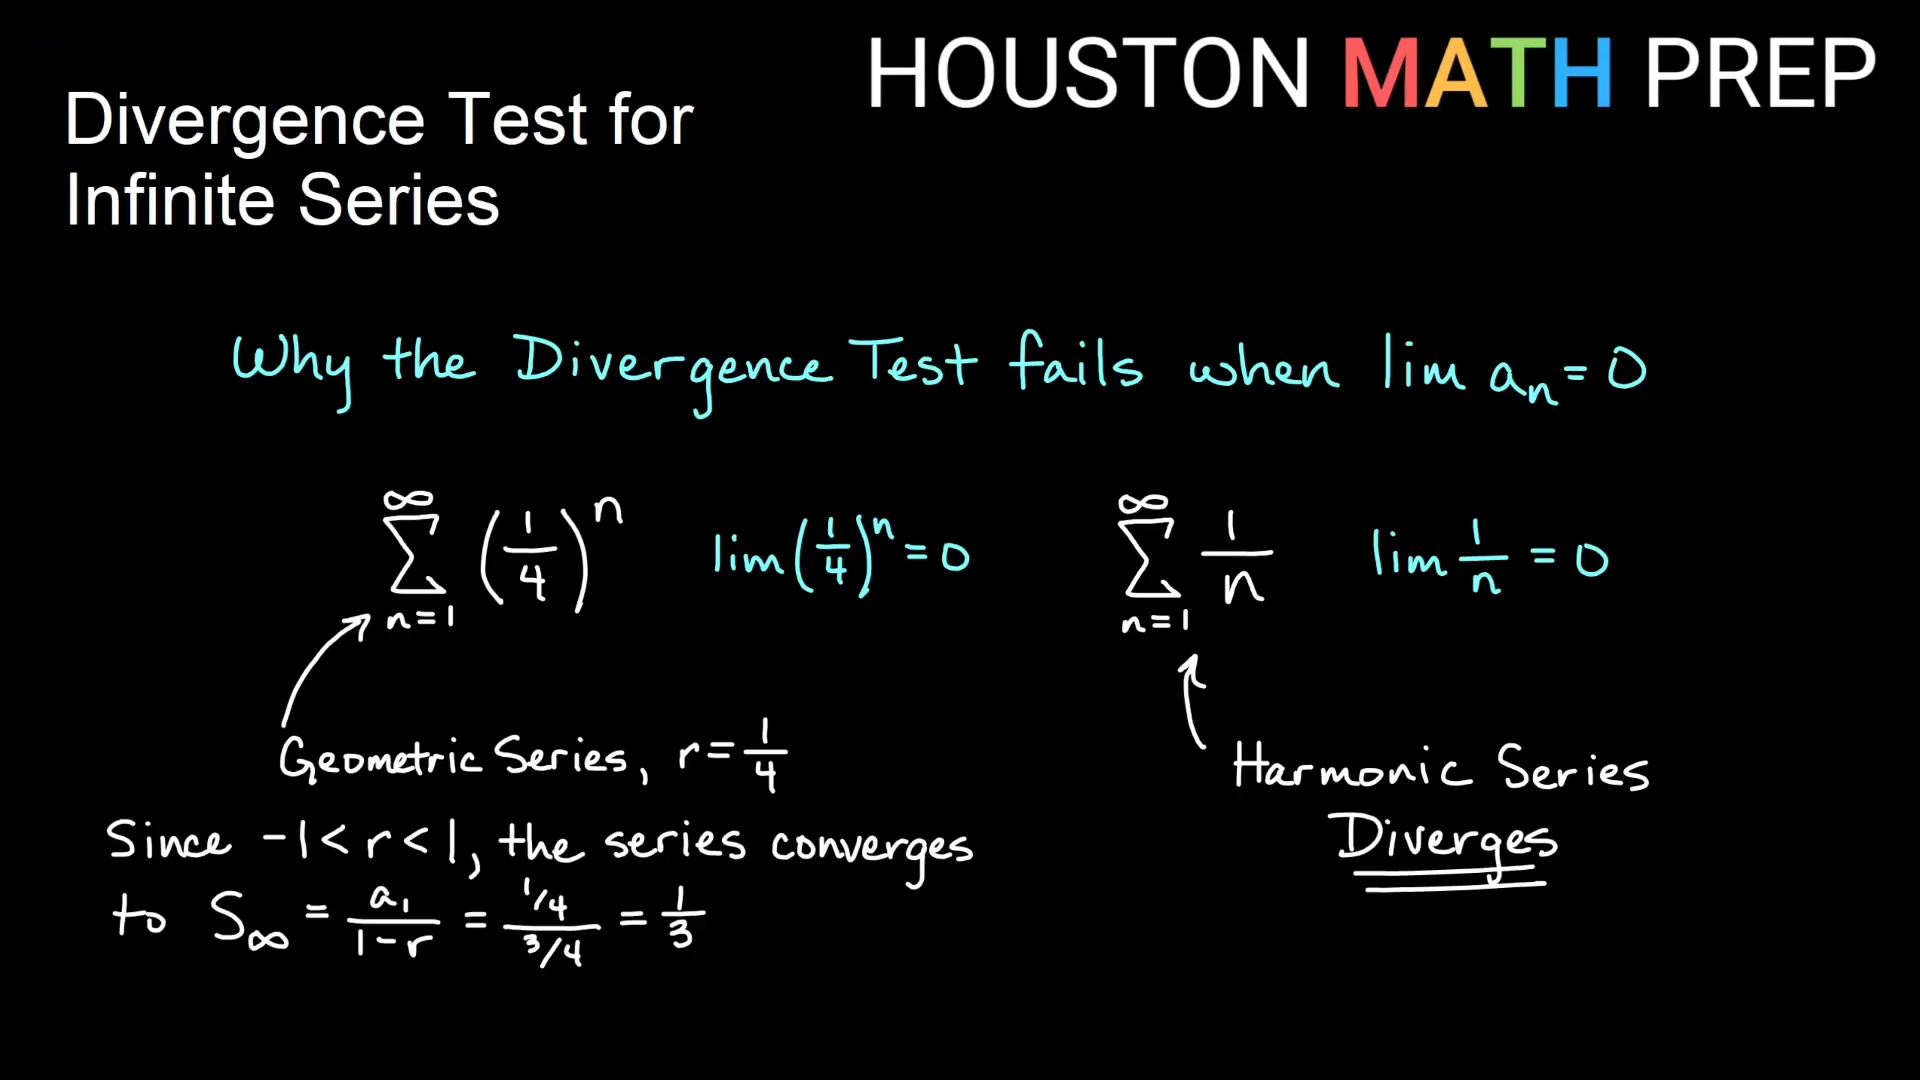 HOUSTON MATH PREP
Divergence Test for
Infinite Series
Why the Divergence Test fails when lim aₙ = 0
∞
∑ (1/4)ⁿ lim (1/4)ⁿ = 0
n=1
∞
∑ 1/n lim 1/n = 0
n=1
Geometric Series, r = 1/4
Since -1 < r < 1, the series converges
to S∞ = a₁/(1-r) = (1/4)/(3/4) = 1/3
Harmonic Series
Diverges